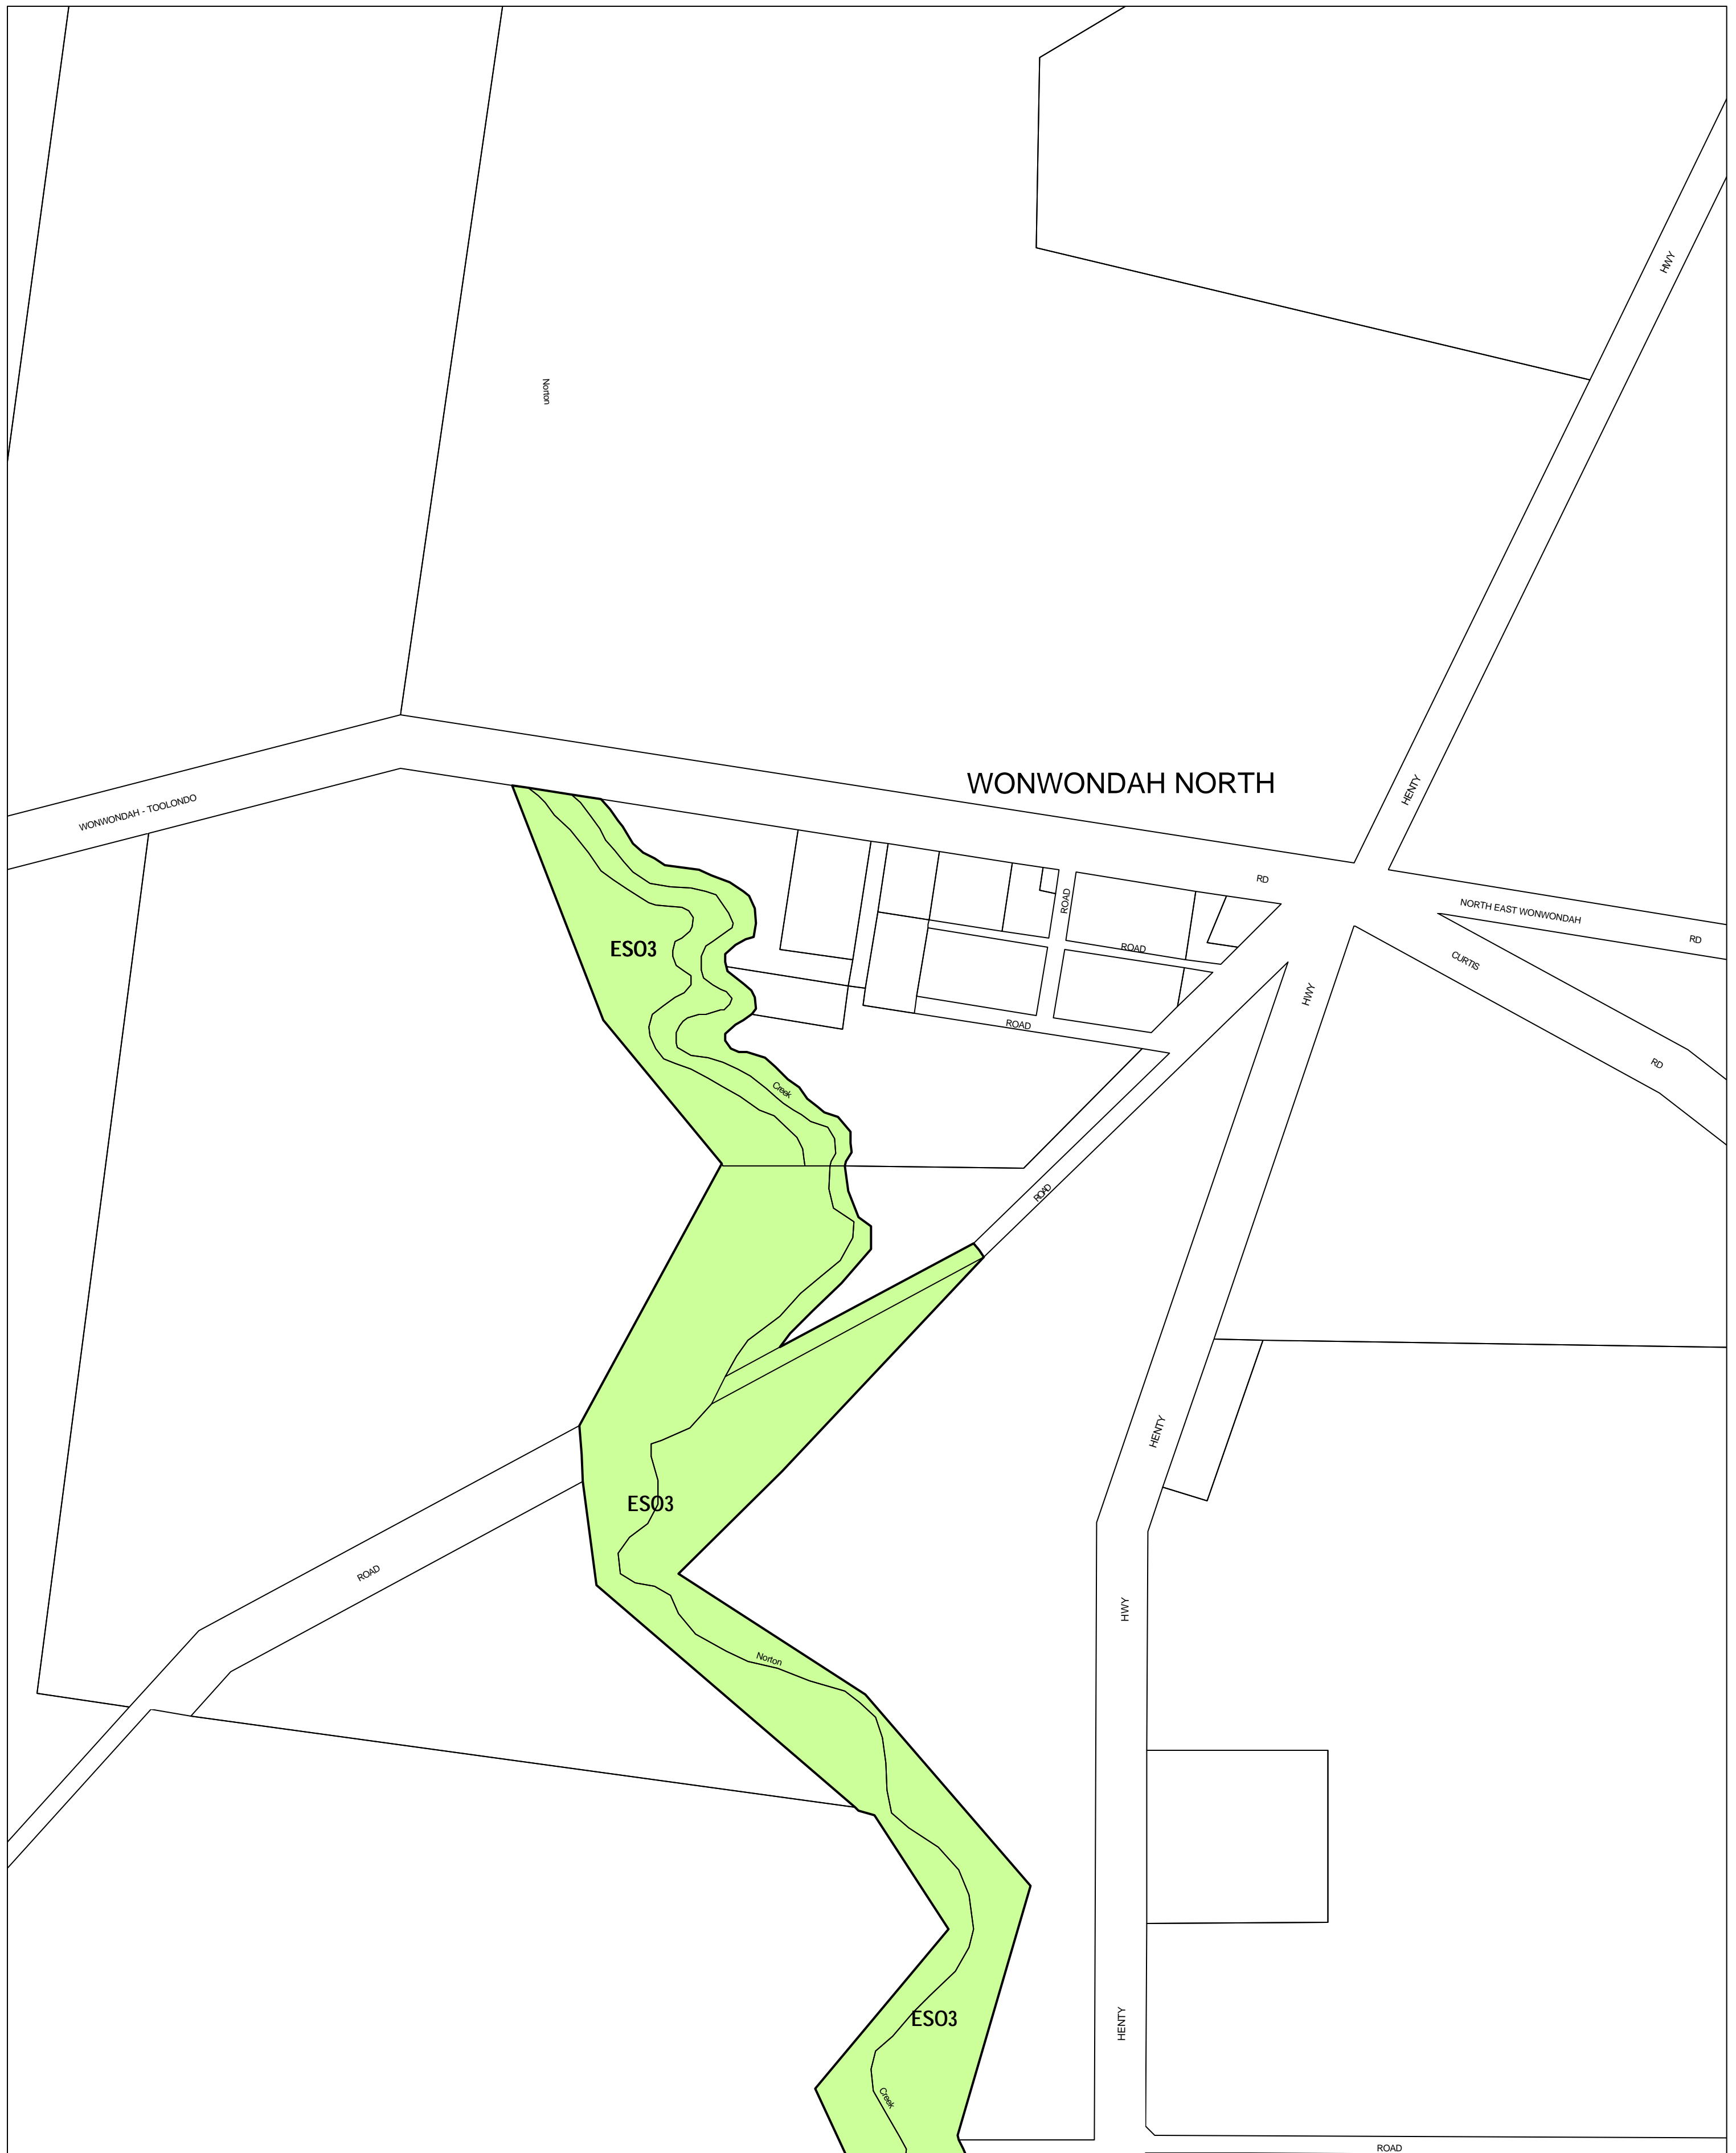 HWY
Norton
WONWONDAH NORTH
HENTY
WONWONDAH - TOOLONDO
RD
ROAD
NORTH EAST WONWONDAH
RD
ESO3
ROAD
CURTIS
HWY
ROAD
RD
Creek
ROAD
HENTY
ESO3
ROAD
HWY
Norton
ESO3
HENTY
Creek
ROAD